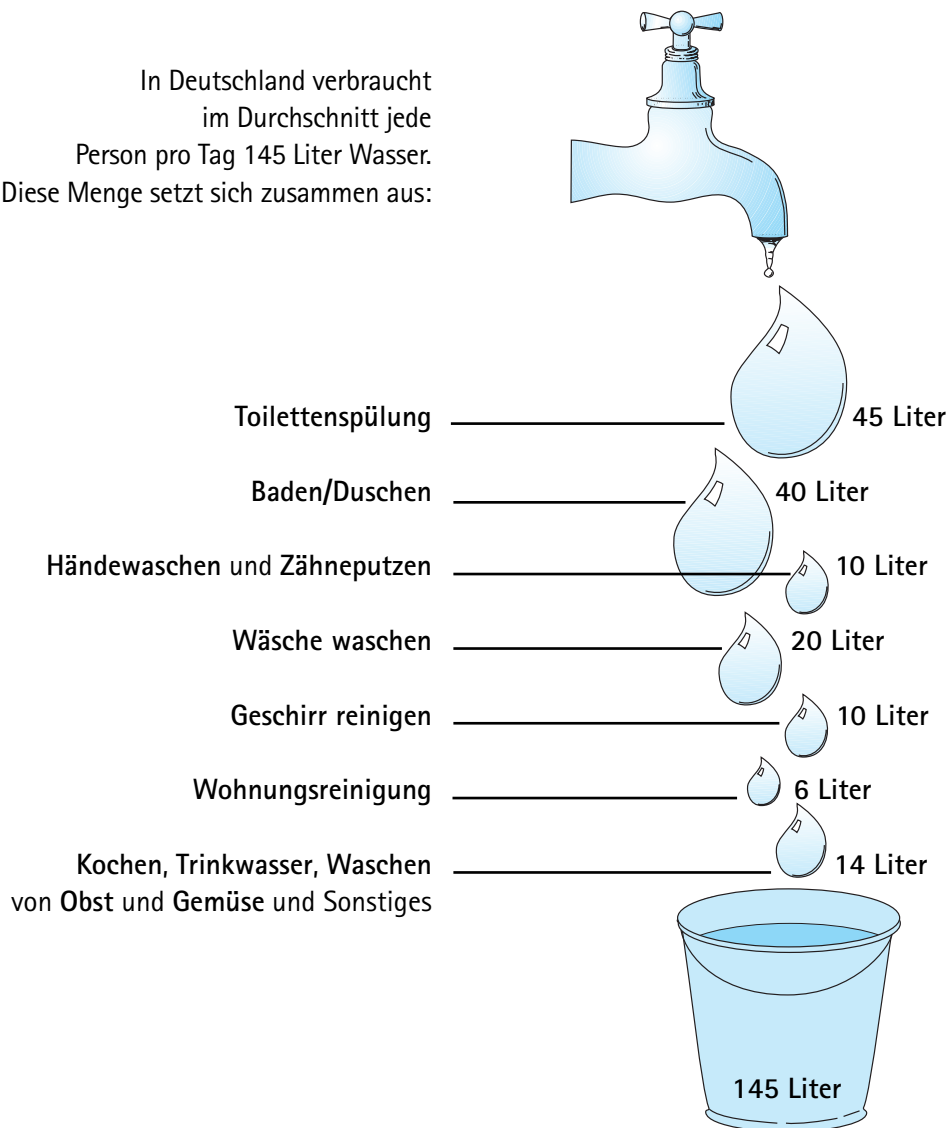 In Deutschland verbraucht
im Durchschnitt jede
Person pro Tag 145 Liter Wasser.
Diese Menge setzt sich zusammen aus:
Toilettenspülung 45 Liter
Baden/Duschen 40 Liter
Händewaschen und Zähneputzen 10 Liter
Wäsche waschen 20 Liter
Geschirr reinigen 10 Liter
Wohnungsreinigung 6 Liter
Kochen, Trinkwasser, Waschen 14 Liter
von Obst und Gemüse und Sonstiges
145 Liter